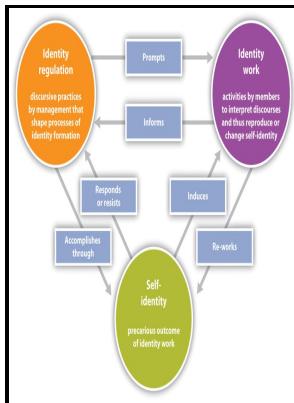 Identity
regulation
discursive practices
by management that
shape processes of
identity formation
Prompts
Identity
work
activities by members
to interpret discourses
and thus reproduce or
change self-identity
Informs
Responds
or resists
Induces
Accomplishes
through
Re-works
Self-
identity
precarious outcome
of identity work